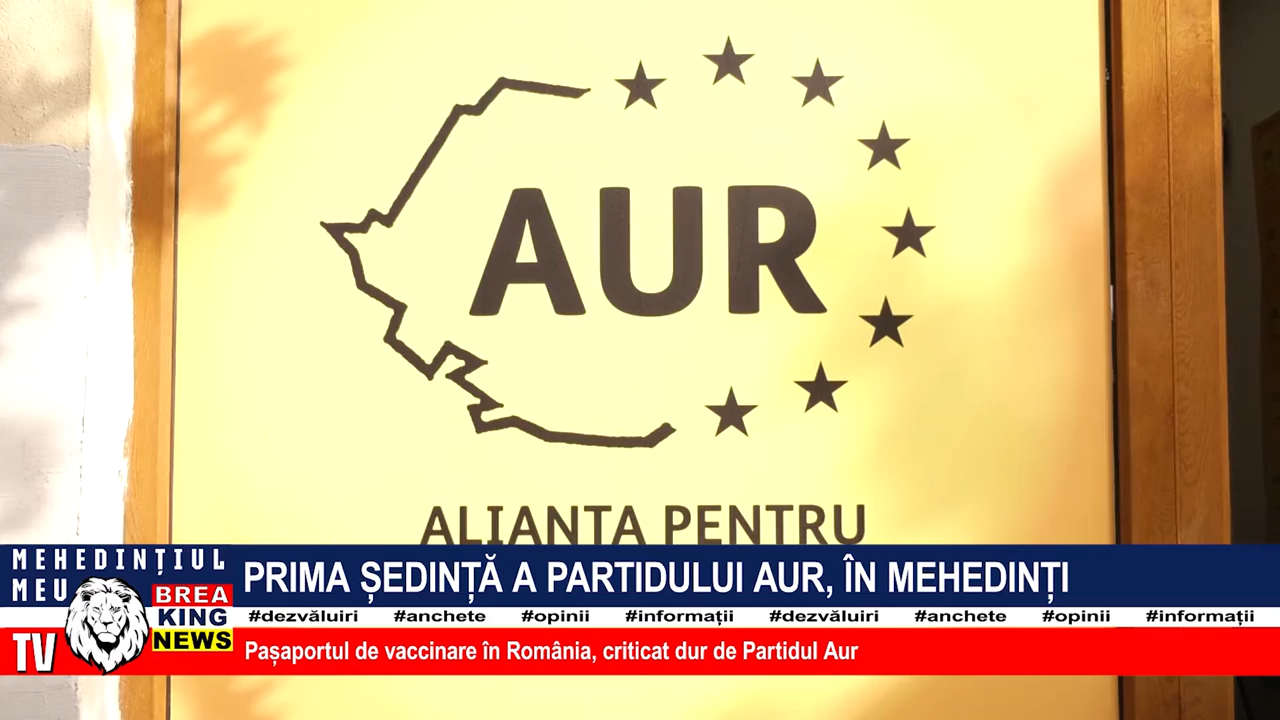 AUR
ALIANȚA PENTRU
MEHEDINȚIUL
MEU
TV
BREA
KING
NEWS
PRIMA ȘEDINȚĂ A PARTIDULUI AUR, ÎN MEHEDINȚI
#dezvăluiri #anchete #opinii #informații #dezvăluiri #anchete #opinii #informații
Pașaportul de vaccinare în România, criticat dur de Partidul Aur